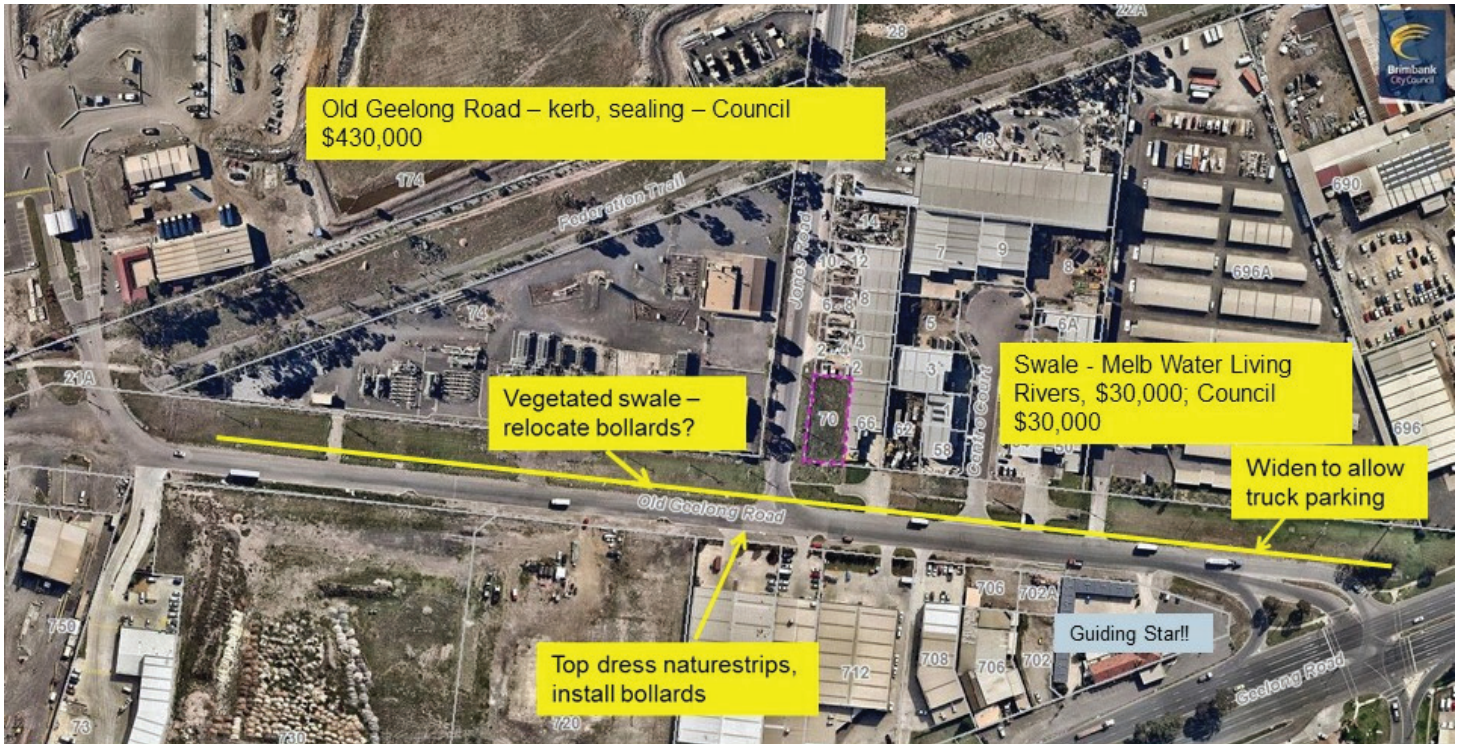 22A
28
Brimbank
City Council
Old Geelong Road – kerb, sealing – Council
$430,000
18
174
690
Federation Trail
14
Jones Road
10
12
7
9
8
696A
6
8
8
74
5
6A
2
4
4
2
3
21A
Swale - Melb Water Living
Rivers, $30,000; Council
$30,000
Vegetated swale –
relocate bollards?
70
66
62
58
50
Centro Court
696
Widen to allow
truck parking
Old Geelong Road
706
702A
750
Guiding Star!!
Top dress naturestrips,
install bollards
712
708
706
702
Geelong Road
73
730
720